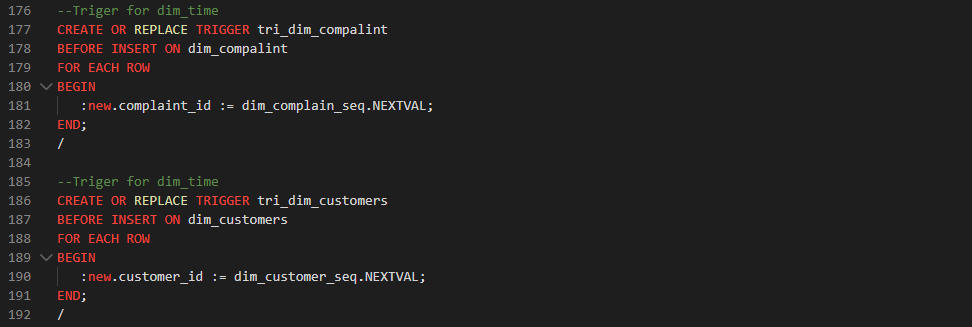 176 --Triger for dim_time
177 CREATE OR REPLACE TRIGGER tri_dim_compalint
178 BEFORE INSERT ON dim_compalint
179 FOR EACH ROW
180 BEGIN
181 :new.complaint_id := dim_complain_seq.NEXTVAL;
182 END;
183 /
184
185 --Triger for dim_time
186 CREATE OR REPLACE TRIGGER tri_dim_customers
187 BEFORE INSERT ON dim_customers
188 FOR EACH ROW
189 BEGIN
190 :new.customer_id := dim_customer_seq.NEXTVAL;
191 END;
192 /